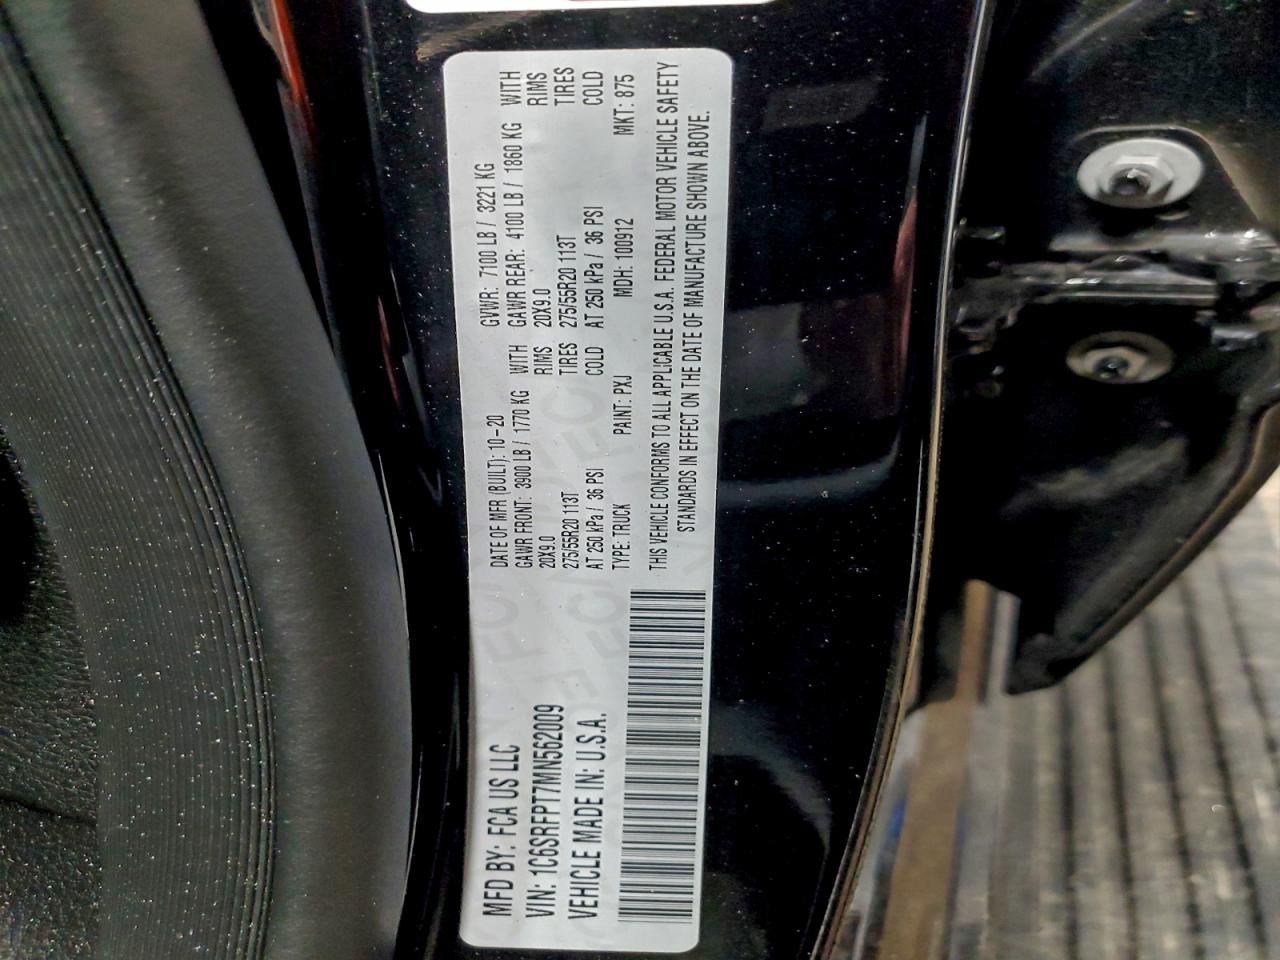 MFD BY: FCA US LLC
VIN: 1C6SRFPT7MN562009
VEHICLE MADE IN: U.S.A.
DATE OF MFR (BUILT): 10-20 GVWR: 7100 LB / 3221 KG
GAWR FRONT: 3900 LB / 1770 KG WITH GAWR REAR: 4100 LB / 1860 KG WITH
20X9.0 RIMS 20X9.0 RIMS
275/55R20 113T TIRES 275/55R20 113T TIRES
AT 250 kPa / 36 PSI COLD AT 250 kPa / 36 PSI COLD
TYPE: TRUCK PAINT: PXJ MDH: 100912 MKT: 875
THIS VEHICLE CONFORMS TO ALL APPLICABLE U.S.A. FEDERAL MOTOR VEHICLE SAFETY
STANDARDS IN EFFECT ON THE DATE OF MANUFACTURE SHOWN ABOVE.